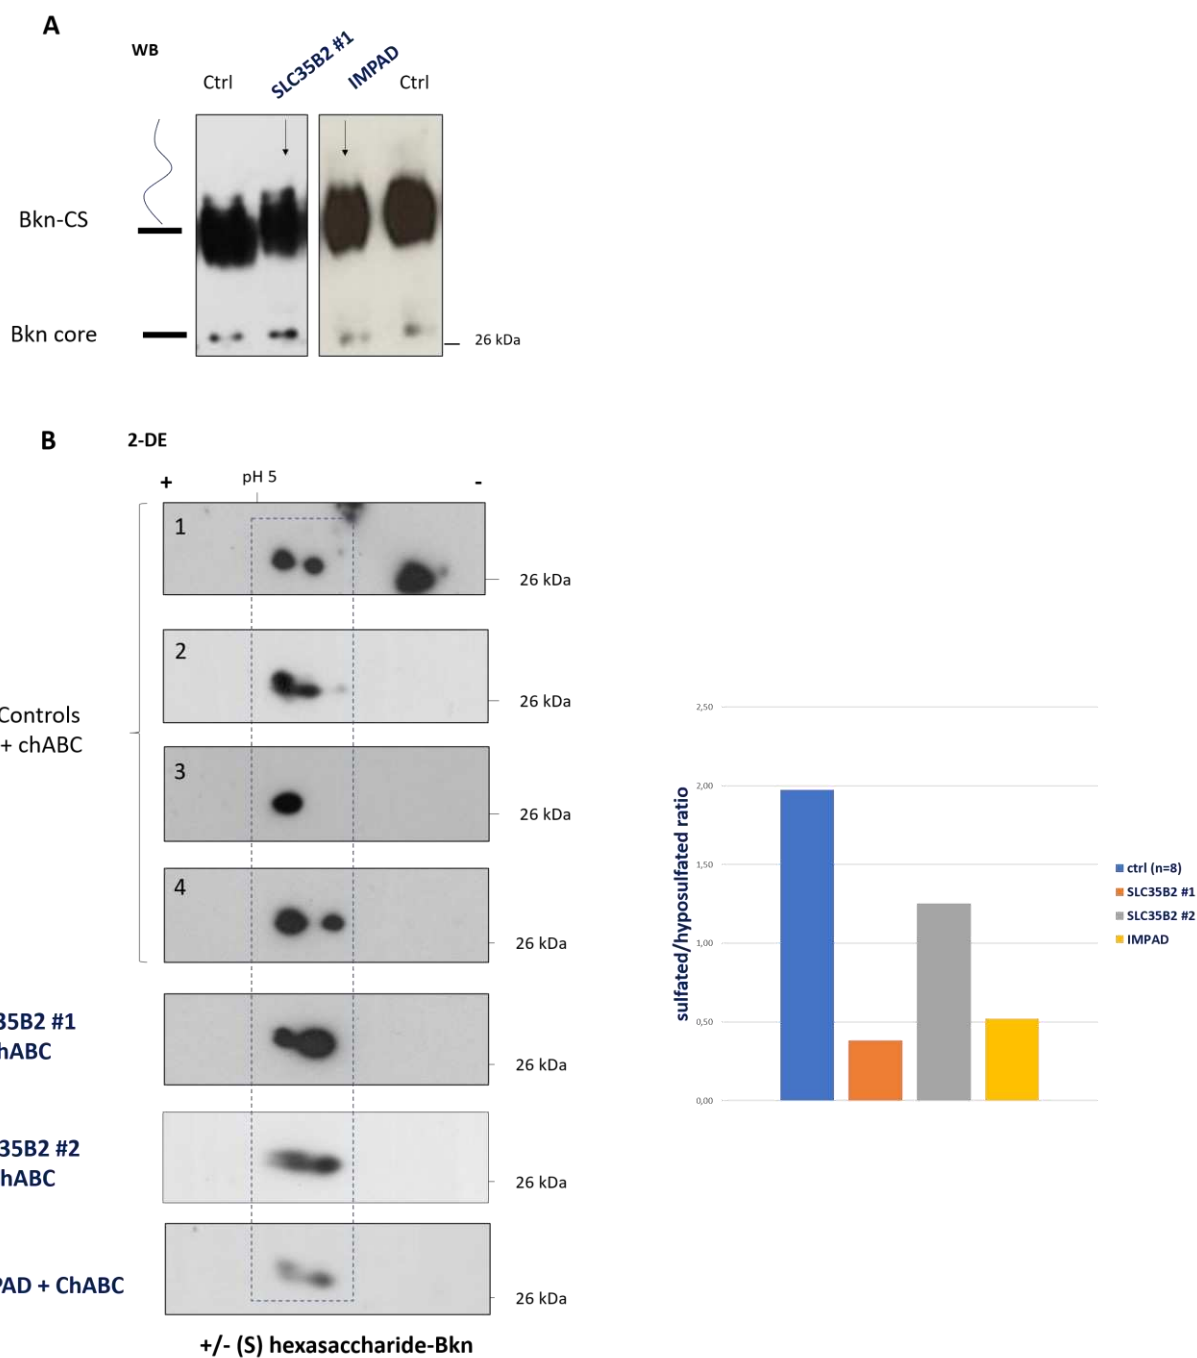 A
WB
Ctrl
SLC35B2 #1
IMPAD
Ctrl
Bkn-CS
Bkn core
26 kDa
B
2-DE
+
pH 5
-
1
26 kDa
2
26 kDa
Controls
+ chABC
3
26 kDa
4
26 kDa
35B2 #1
hABC
26 kDa
35B2 #2
hABC
26 kDa
PAD + ChABC
26 kDa
+/- (S) hexasaccharide-Bkn
sulfated/hyposulfated ratio
2,50
2,00
1,50
1,00
0,50
0,00
ctrl (n=8)
SLC35B2 #1
SLC35B2 #2
IMPAD